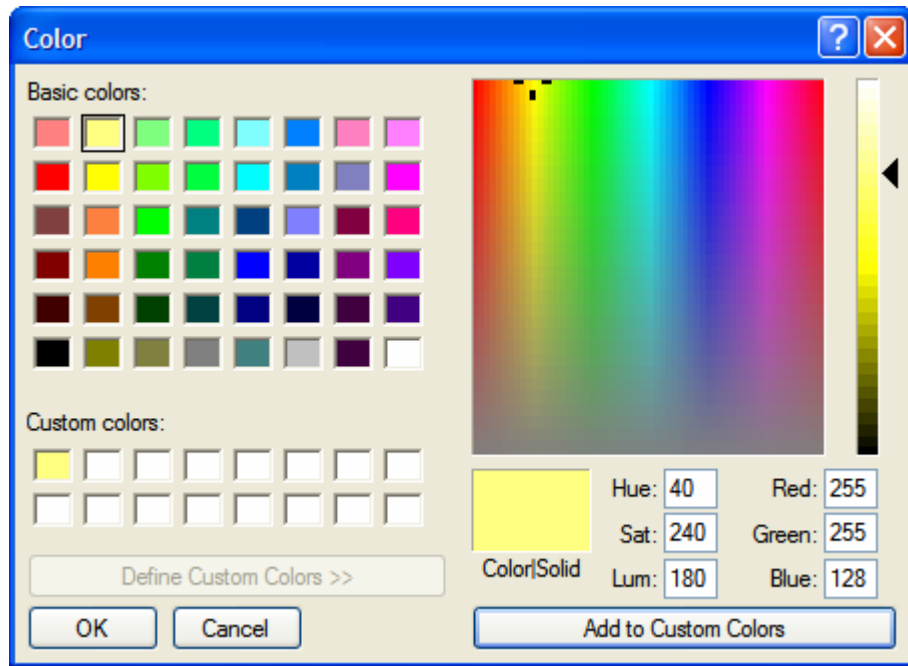 Color
Basic colors:
Custom colors:
Define Custom Colors >>
OK Cancel
Color|Solid
Hue: 40 Red: 255
Sat: 240 Green: 255
Lum: 180 Blue: 128
Add to Custom Colors